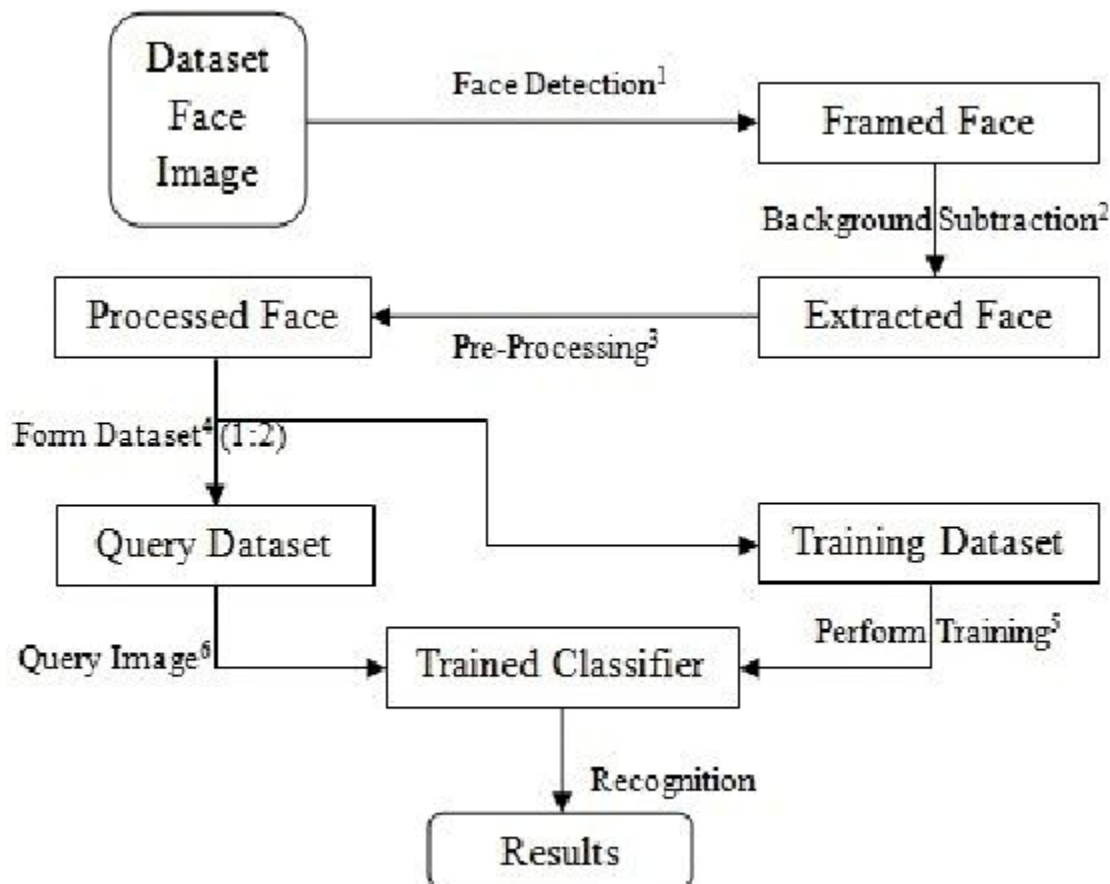 Dataset
Face
Image
Face Detection¹
Framed Face
Background Subtraction²
Processed Face
Extracted Face
Pre-Processing³
Form Dataset⁴ (1:2)
Query Dataset
Training Dataset
Perform Training⁵
Query Image⁶
Trained Classifier
Recognition
Results